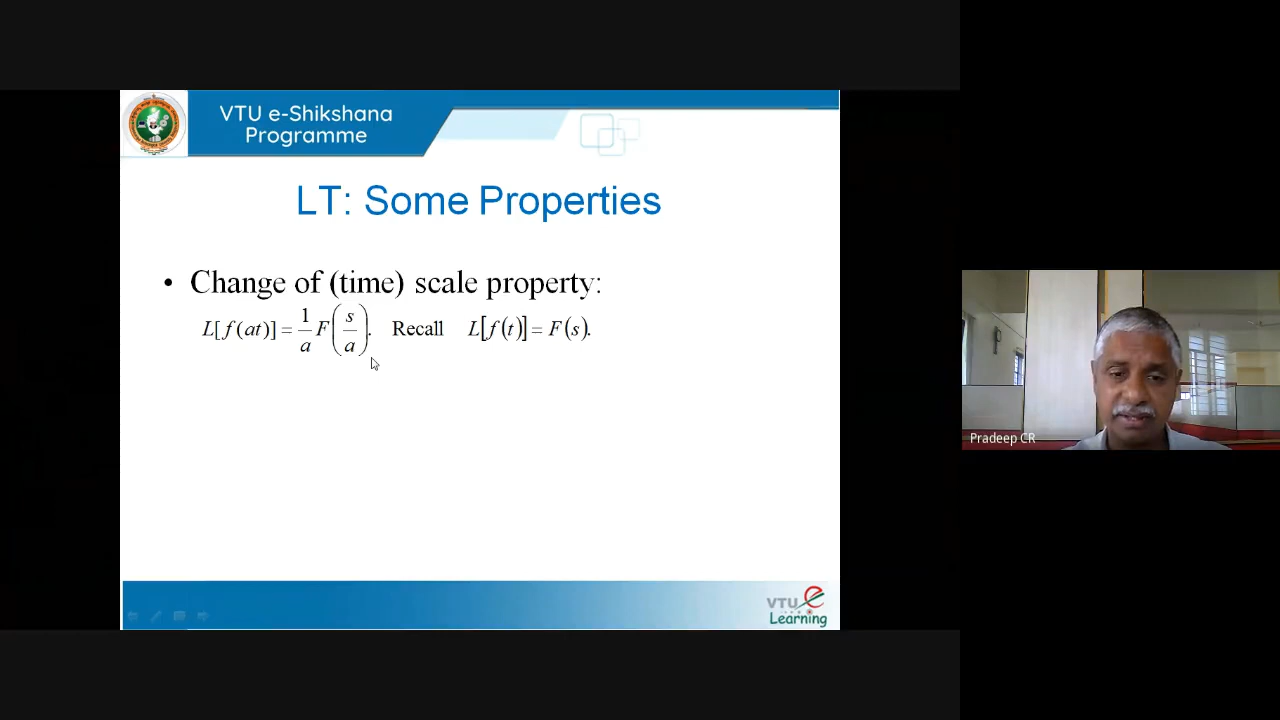 VTU e-Shikshana
Programme
LT: Some Properties
• Change of (time) scale property:
L[f(at)] = 1/a F(s/a). Recall L[f(t)] = F(s).
Pradeep CR
VTU e
Learning